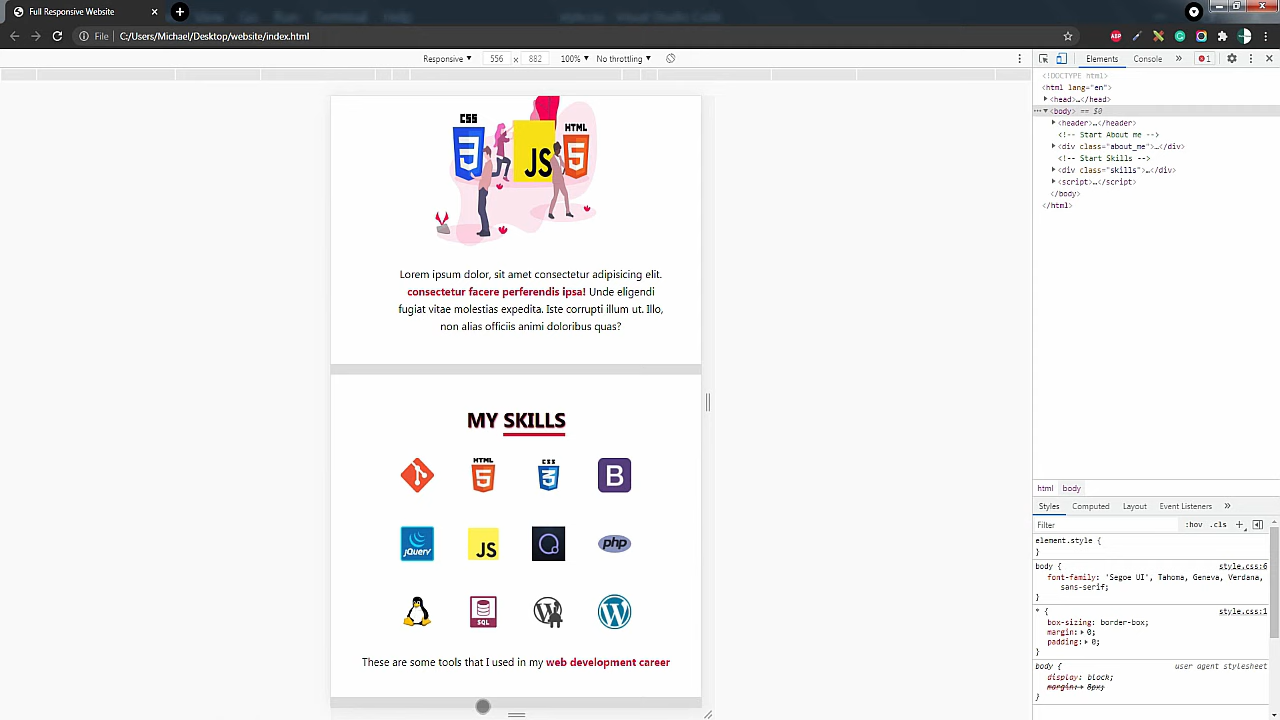 Full Responsive Website
File
C:/Users/Michael/Desktop/website/index.html
ABP
G
Responsive
556 x 882
100%
No throttling
Elements
Console
1
<!DOCTYPE html>
<html lang="en">
<head>…</head>
<body> == $0
<header>…</header>
<!-- Start About me -->
<div class="about_me">…</div>
<!-- Start Skills -->
<div class="skills">…</div>
<script>…</script>
</body>
</html>
CSS
3
JS
HTML
5
Lorem ipsum dolor, sit amet consectetur adipisicing elit.
consectetur facere perferendis ipsa! Unde eligendi
fugiat vitae molestias expedita. Iste corrupti illum ut. Illo,
non alias officiis animi doloribus quas?
MY SKILLS
HTML
5
CSS
3
B
jQuery
JS
php
SQL
W
W
These are some tools that I used in my web development career
html body
Styles
Computed
Layout
Event Listeners
Filter
:hov .cls
element.style {
}
body { style.css:6
font-family: 'Segoe UI', Tahoma, Geneva, Verdana,
sans-serif;
}
* { style.css:1
box-sizing: border-box;
margin: 0;
padding: 0;
}
body { user agent stylesheet
display: block;
margin: 8px;
}